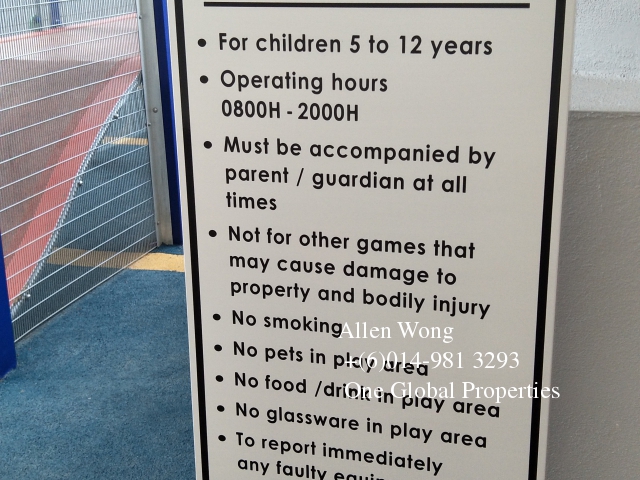 • For children 5 to 12 years
• Operating hours
0800H - 2000H
• Must be accompanied by
parent / guardian at all
times
• Not for other games that
may cause damage to
property and bodily injury
• No smoking
• No pets in play area
• No food /drink in play area
• No glassware in play area
• To report immediately
any faulty
Allen Wong
+(6)014-981 3293
One Global Properties